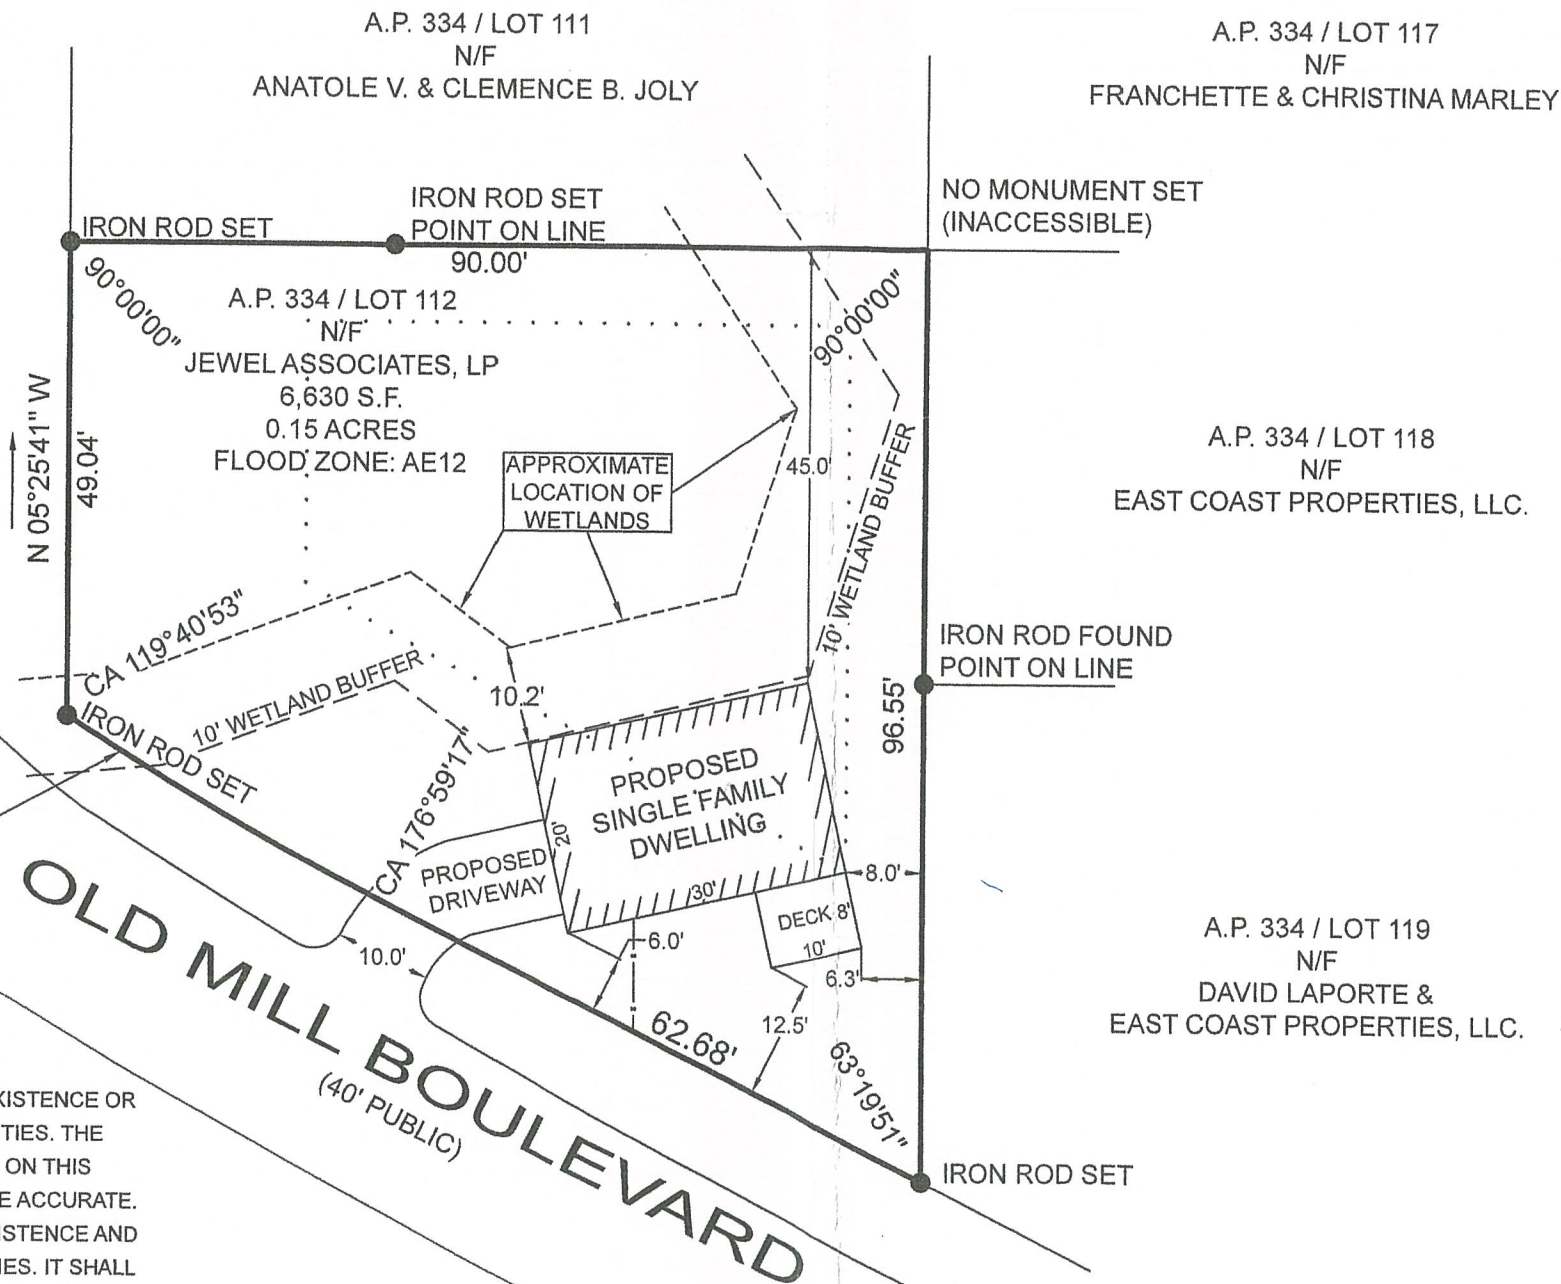 A.P. 334 / LOT 111
N/F
ANATOLE V. & CLEMENCE B. JOLY
A.P. 334 / LOT 117
N/F
FRANCHETTE & CHRISTINA MARLEY
IRON ROD SET
IRON ROD SET
POINT ON LINE
NO MONUMENT SET
(INACCESSIBLE)
90.00'
90°00'00"
90°00'00"
A.P. 334 / LOT 112
N/F
JEWEL ASSOCIATES, LP
6,630 S.F.
0.15 ACRES
FLOOD ZONE: AE12
N 05°25'41" W
49.04'
APPROXIMATE
LOCATION OF
WETLANDS
45.0'
10' WETLAND BUFFER
A.P. 334 / LOT 118
N/F
EAST COAST PROPERTIES, LLC.
CA 119°40'53"
IRON ROD FOUND
POINT ON LINE
96.55'
10' WETLAND BUFFER
10.2'
IRON ROD SET
CA 176°59'17"
PROPOSED
SINGLE FAMILY
DWELLING
20'
30'
PROPOSED
DRIVEWAY
8.0'
DECK 8'
10'
6.0'
6.3'
10.0'
12.5'
62.68'
63°19'51"
A.P. 334 / LOT 119
N/F
DAVID LAPORTE &
EAST COAST PROPERTIES, LLC.
OLD MILL BOULEVARD
(40' PUBLIC)
IRON ROD SET
XISTENCE OR
TIES. THE
ON THIS
E ACCURATE.
ISTENCE AND
IES. IT SHALL